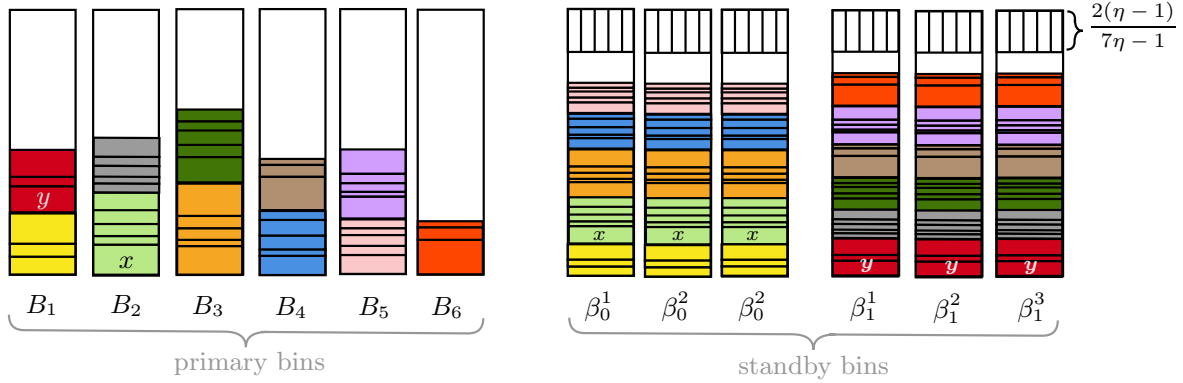 2(η − 1)
7η − 1
y
x
x x x
y y y
B₁ B₂ B₃ B₄ B₅ B₆
β₀¹ β₀² β₀² β₁¹ β₁² β₁³
primary bins standby bins